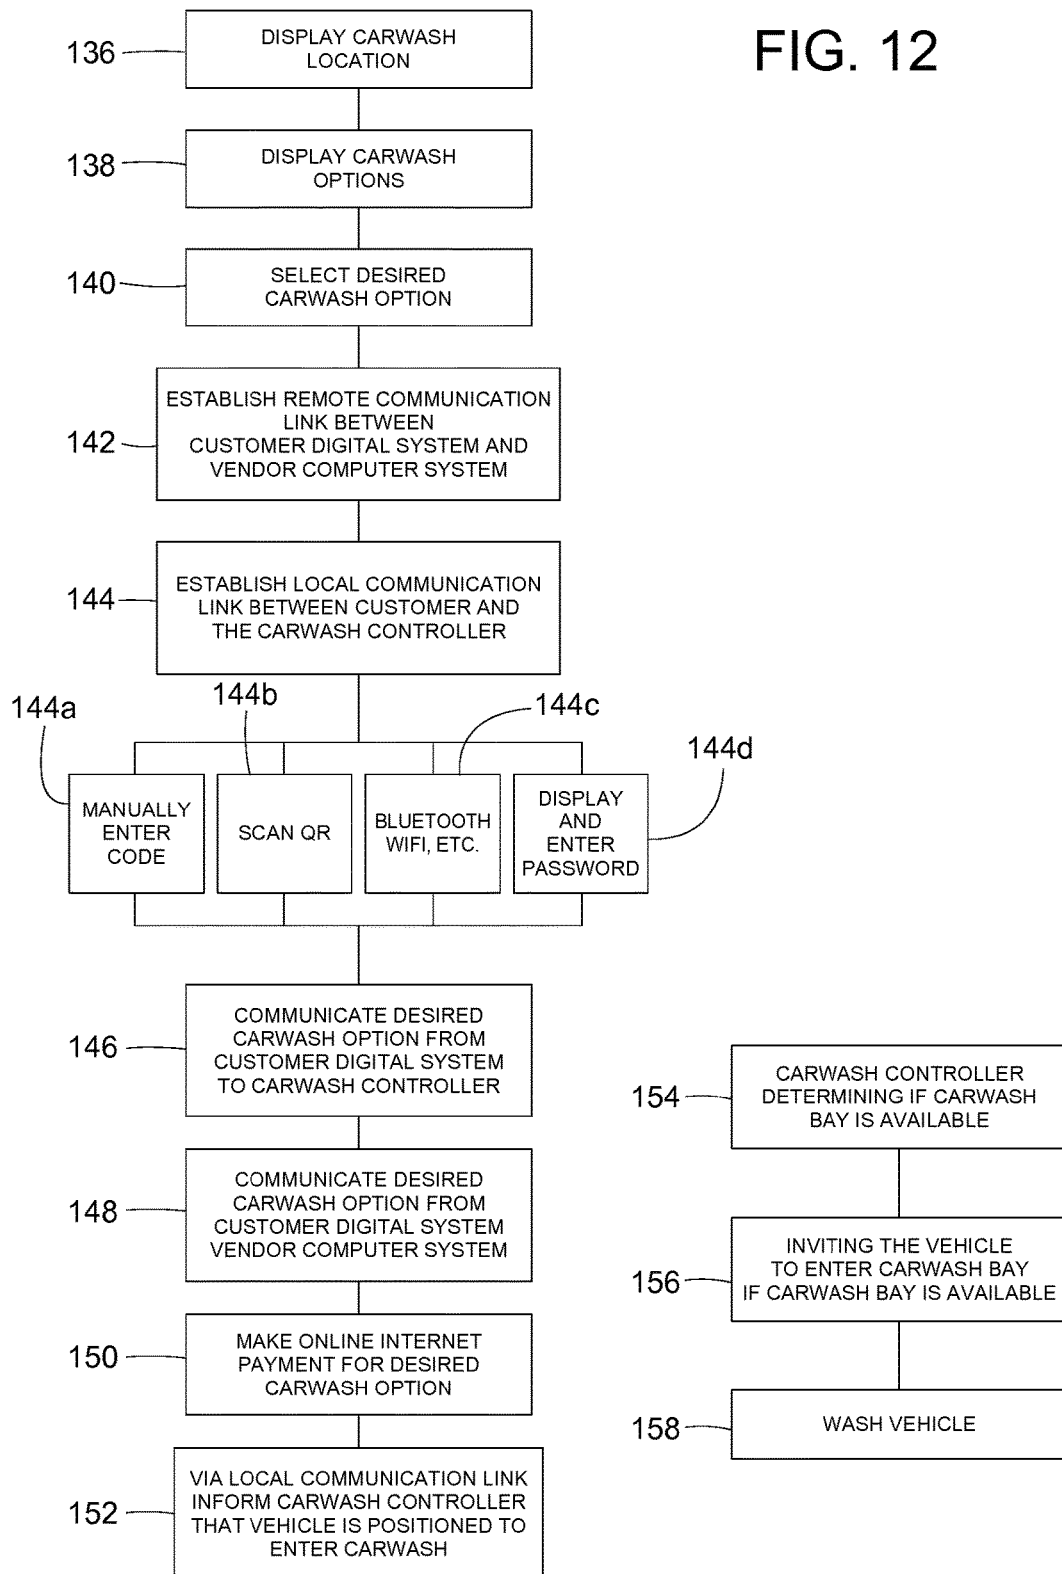 FIG. 12
136
DISPLAY CARWASH
LOCATION
138
DISPLAY CARWASH
OPTIONS
140
SELECT DESIRED
CARWASH OPTION
142
ESTABLISH REMOTE COMMUNICATION
LINK BETWEEN
CUSTOMER DIGITAL SYSTEM AND
VENDOR COMPUTER SYSTEM
144
ESTABLISH LOCAL COMMUNICATION
LINK BETWEEN CUSTOMER AND
THE CARWASH CONTROLLER
144a
MANUALLY
ENTER
CODE
144b
SCAN QR
144c
BLUETOOTH
WIFI, ETC.
144d
DISPLAY
AND
ENTER
PASSWORD
146
COMMUNICATE DESIRED
CARWASH OPTION FROM
CUSTOMER DIGITAL SYSTEM
TO CARWASH CONTROLLER
148
COMMUNICATE DESIRED
CARWASH OPTION FROM
CUSTOMER DIGITAL SYSTEM
VENDOR COMPUTER SYSTEM
150
MAKE ONLINE INTERNET
PAYMENT FOR DESIRED
CARWASH OPTION
152
VIA LOCAL COMMUNICATION LINK
INFORM CARWASH CONTROLLER
THAT VEHICLE IS POSITIONED TO
ENTER CARWASH
154
CARWASH CONTROLLER
DETERMINING IF CARWASH
BAY IS AVAILABLE
156
INVITING THE VEHICLE
TO ENTER CARWASH BAY
IF CARWASH BAY IS AVAILABLE
158
WASH VEHICLE